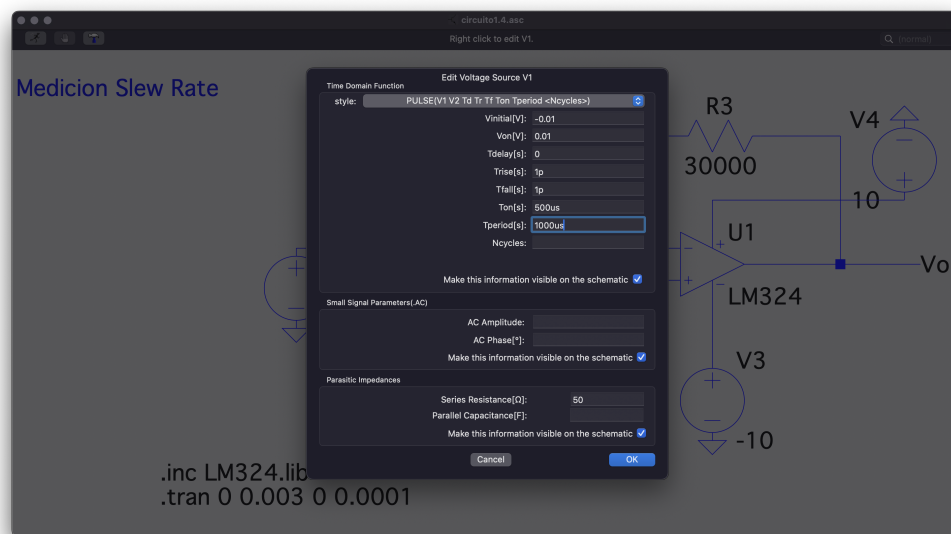 circuito1.4.asc
Right click to edit V1.
(normal)
Medicion Slew Rate
Edit Voltage Source V1
Time Domain Function
style: PULSE(V1 V2 Td Tr Tf Ton Tperiod <Ncycles>)
Vinitial[V]: -0.01
Von[V]: 0.01
Tdelay[s]: 0
Trise[s]: 1p
Tfall[s]: 1p
Ton[s]: 500us
Tperiod[s]: 1000us
Ncycles:
Make this information visible on the schematic
Small Signal Parameters(.AC)
AC Amplitude:
AC Phase[°]:
Make this information visible on the schematic
Parasitic Impedances
Series Resistance[Ω]: 50
Parallel Capacitance[F]:
Make this information visible on the schematic
Cancel
OK
R3
30000
V4
10
U1
Vo
LM324
V3
-10
.inc LM324.lib
.tran 0 0.003 0 0.0001